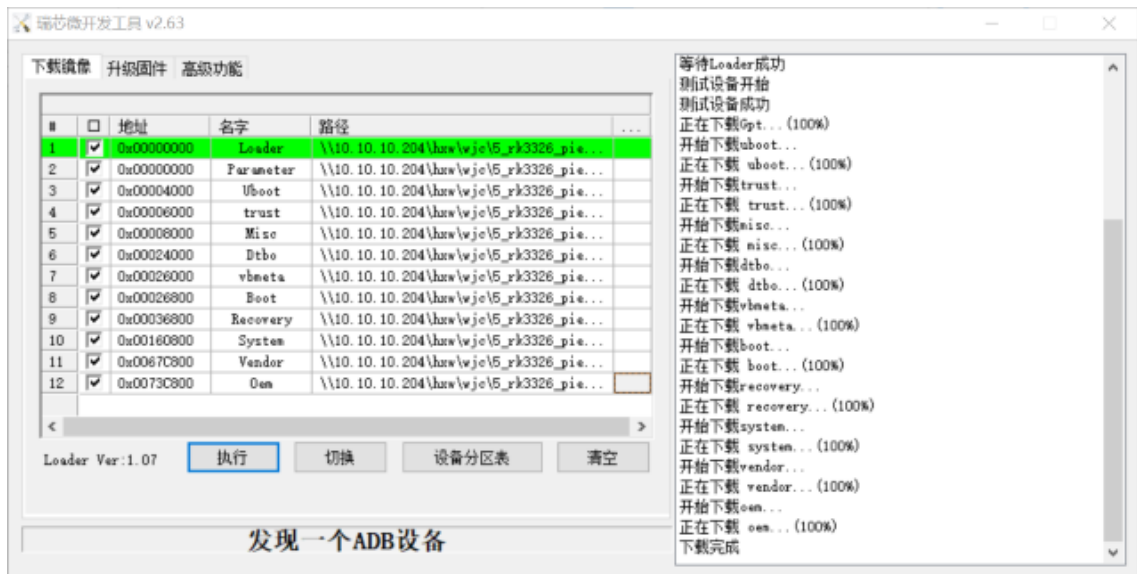 瑞芯微开发工具 v2.63
下载镜像 升级固件 高级功能
# 地址 名字 路径 ...
1 0x00000000 Loader \\10.10.10.204\hxw\wjc\5_rk3326_pie...
2 0x00000000 Parameter \\10.10.10.204\hxw\wjc\5_rk3326_pie...
3 0x00004000 Uboot \\10.10.10.204\hxw\wjc\5_rk3326_pie...
4 0x00006000 trust \\10.10.10.204\hxw\wjc\5_rk3326_pie...
5 0x00008000 Misc \\10.10.10.204\hxw\wjc\5_rk3326_pie...
6 0x00024000 Dtbo \\10.10.10.204\hxw\wjc\5_rk3326_pie...
7 0x00026000 vbmeta \\10.10.10.204\hxw\wjc\5_rk3326_pie...
8 0x00026800 Boot \\10.10.10.204\hxw\wjc\5_rk3326_pie...
9 0x00036800 Recovery \\10.10.10.204\hxw\wjc\5_rk3326_pie...
10 0x00160800 System \\10.10.10.204\hxw\wjc\5_rk3326_pie...
11 0x0067C800 Vendor \\10.10.10.204\hxw\wjc\5_rk3326_pie...
12 0x0073C800 Oem \\10.10.10.204\hxw\wjc\5_rk3326_pie...
Loader Ver:1.07 执行 切换 设备分区表 清空
发现一个ADB设备
等待Loader成功
测试设备开始
测试设备成功
正在下载Gpt...(100%)
开始下载uboot...
正在下载 uboot...(100%)
开始下载trust...
正在下载 trust...(100%)
开始下载misc...
正在下载 misc...(100%)
开始下载dtbo...
正在下载 dtbo...(100%)
开始下载vbmeta...
正在下载 vbmeta...(100%)
开始下载boot...
正在下载 boot...(100%)
开始下载recovery...
正在下载 recovery...(100%)
开始下载system...
正在下载 system...(100%)
开始下载vendor...
正在下载 vendor...(100%)
开始下载oem...
正在下载 oem...(100%)
下载完成